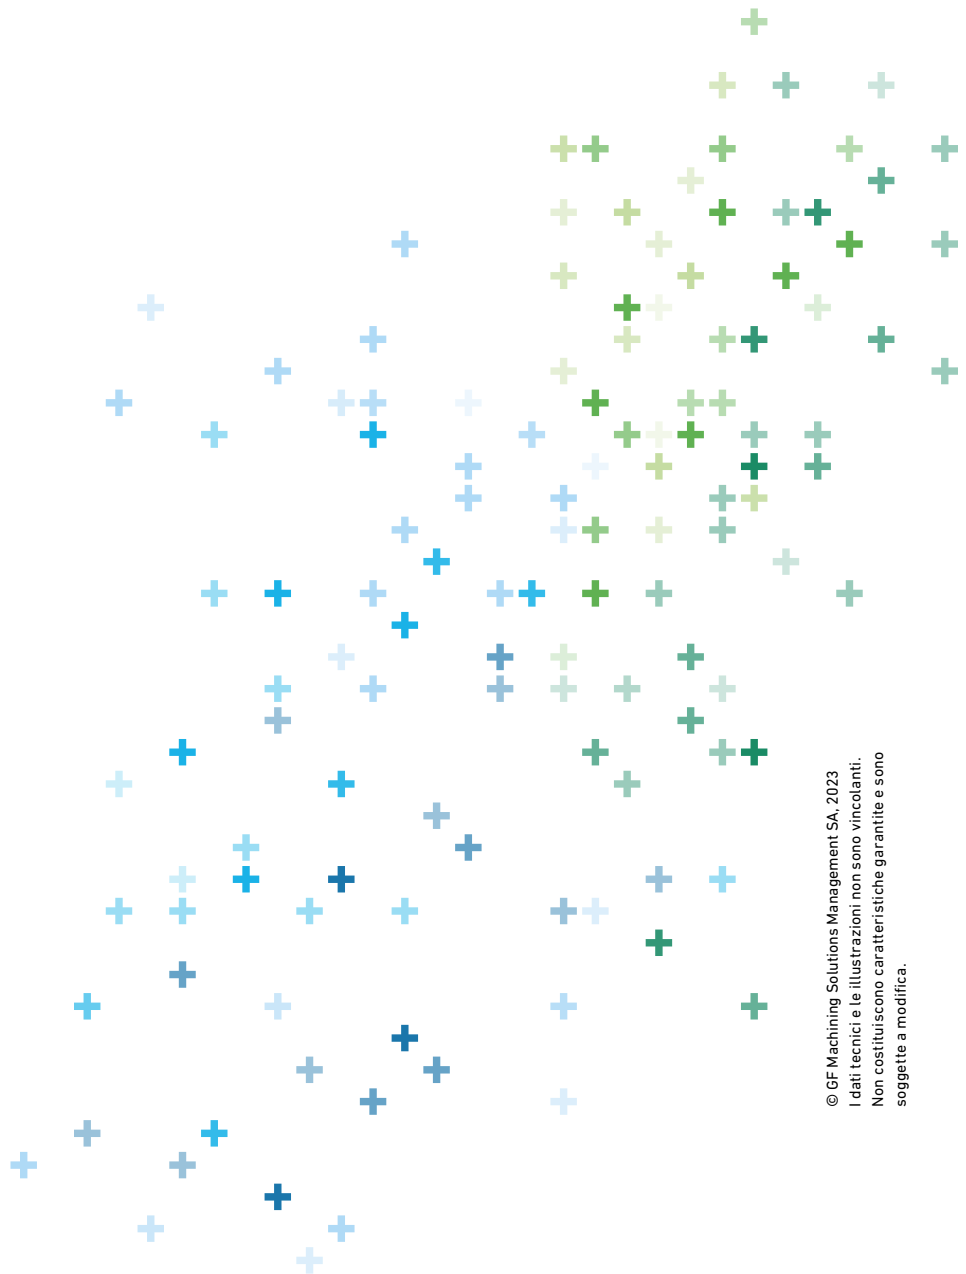 © GF Machining Solutions Management SA, 2023
I dati tecnici e le illustrazioni non sono vincolanti.
Non costituiscono caratteristiche garantite e sono
soggette a modifica.